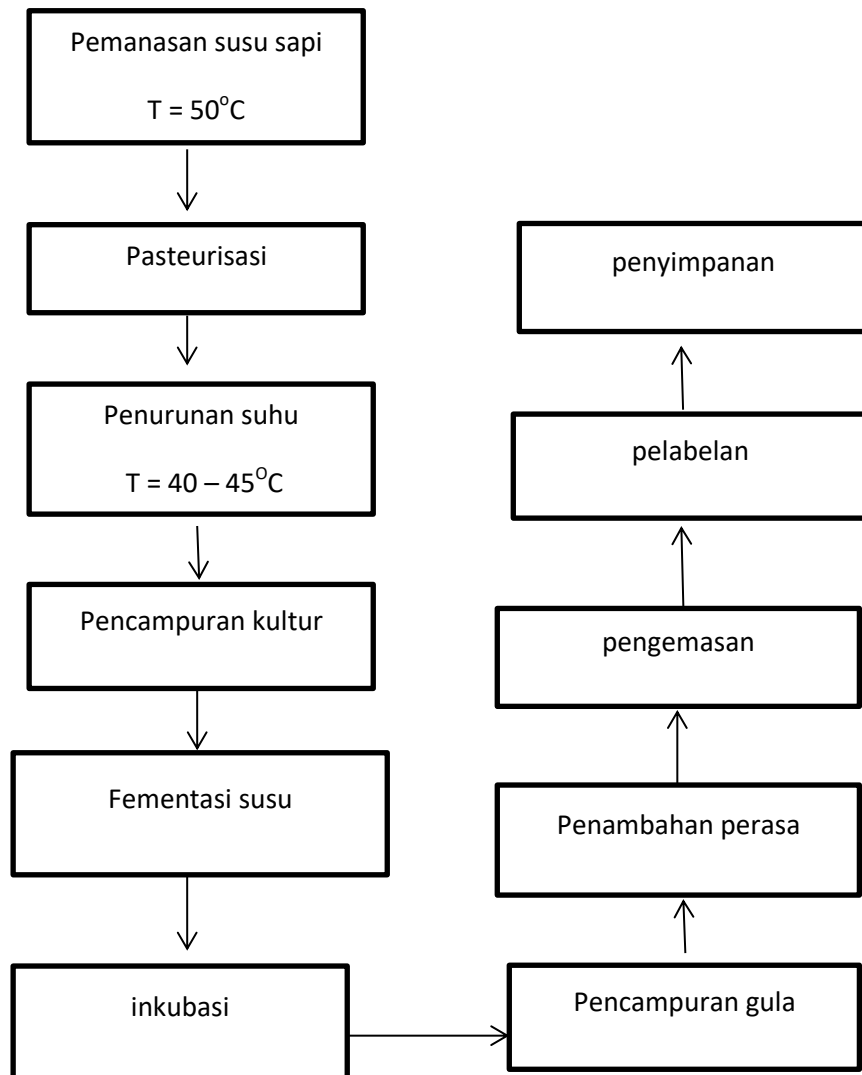 Pemanasan susu sapi
T = 50°C
Pasteurisasi
Penurunan suhu
T = 40 – 45°C
Pencampuran kultur
Fementasi susu
inkubasi
Pencampuran gula
Penambahan perasa
pengemasan
pelabelan
penyimpanan